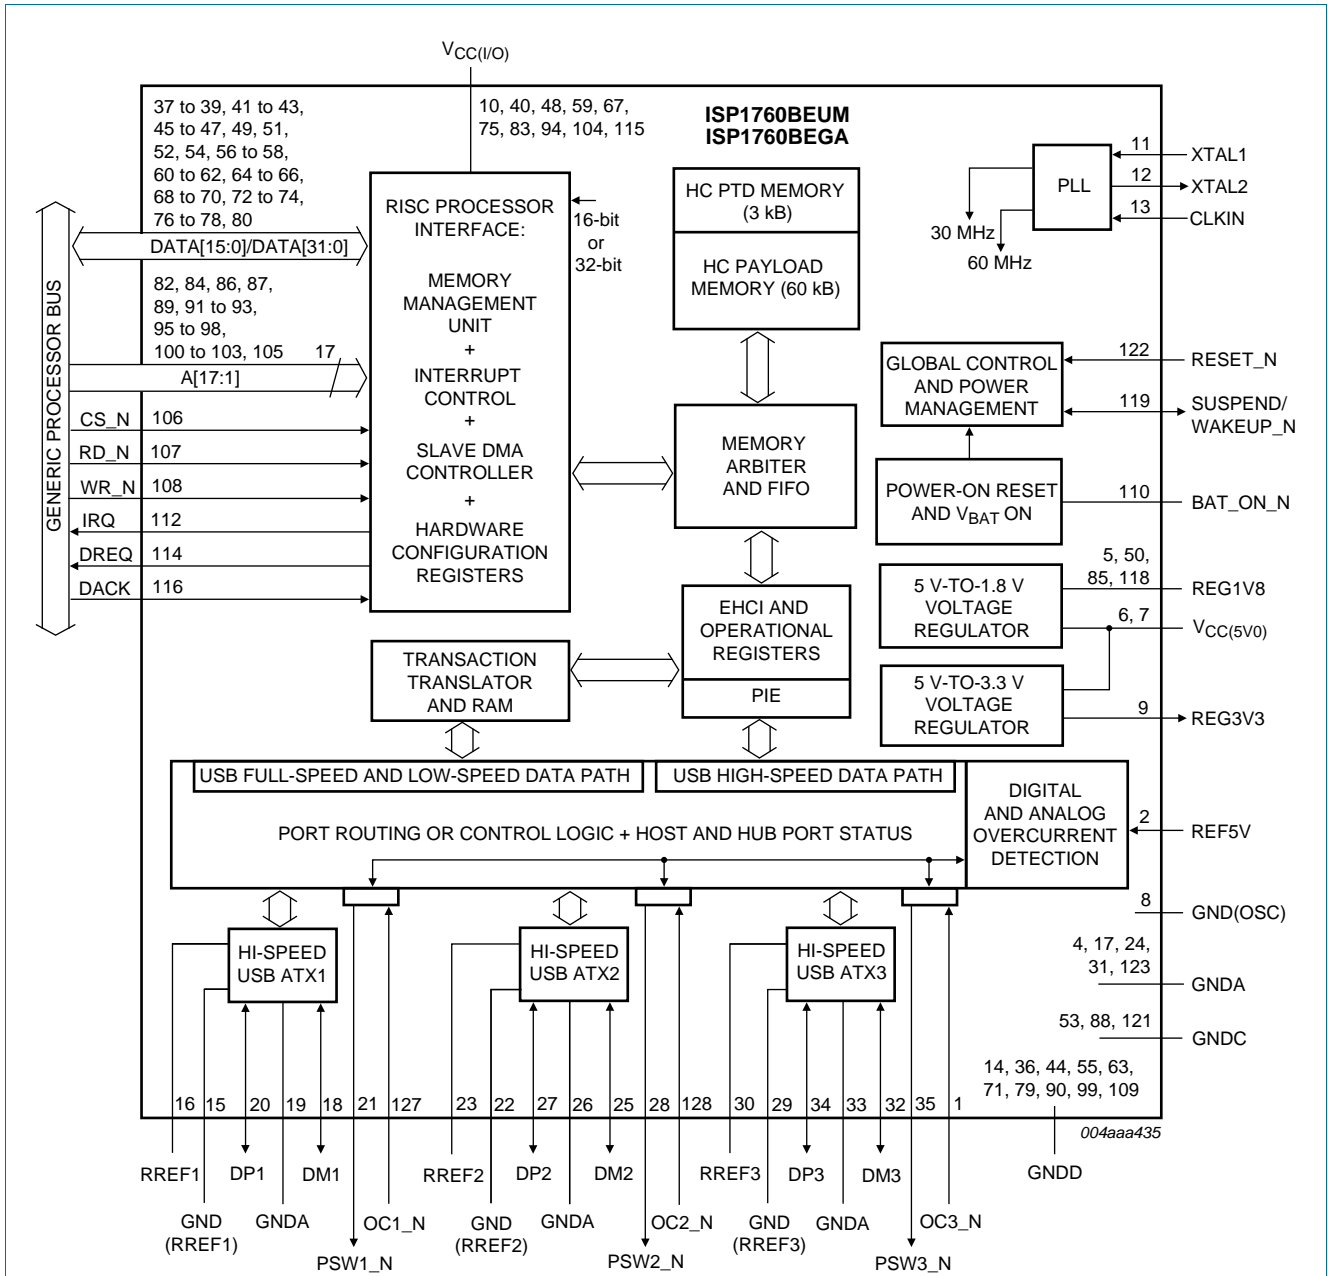 VCC(I/O)
37 to 39, 41 to 43,
45 to 47, 49, 51,
52, 54, 56 to 58,
60 to 62, 64 to 66,
68 to 70, 72 to 74,
76 to 78, 80
10, 40, 48, 59, 67,
75, 83, 94, 104, 115
ISP1760BEUM
ISP1760BEGA
GENERIC PROCESSOR BUS
DATA[15:0]/DATA[31:0]
82, 84, 86, 87,
89, 91 to 93,
95 to 98,
100 to 103, 105
17
A[17:1]
CS_N 106
RD_N 107
WR_N 108
IRQ 112
DREQ 114
DACK 116
RISC PROCESSOR
INTERFACE:
MEMORY
MANAGEMENT
UNIT
+
INTERRUPT
CONTROL
+
SLAVE DMA
CONTROLLER
+
HARDWARE
CONFIGURATION
REGISTERS
16-bit
or
32-bit
HC PTD MEMORY
(3 kB)
HC PAYLOAD
MEMORY (60 kB)
MEMORY
ARBITER
AND FIFO
EHCI AND
OPERATIONAL
REGISTERS
PIE
TRANSACTION
TRANSLATOR
AND RAM
PLL
30 MHz
60 MHz
11 XTAL1
12 XTAL2
13 CLKIN
GLOBAL CONTROL
AND POWER
MANAGEMENT
122 RESET_N
119 SUSPEND/
WAKEUP_N
POWER-ON RESET
AND VBAT ON
110 BAT_ON_N
5 V-TO-1.8 V
VOLTAGE
REGULATOR
5, 50,
85, 118 REG1V8
6, 7 VCC(5V0)
5 V-TO-3.3 V
VOLTAGE
REGULATOR
9 REG3V3
USB FULL-SPEED AND LOW-SPEED DATA PATH
USB HIGH-SPEED DATA PATH
PORT ROUTING OR CONTROL LOGIC + HOST AND HUB PORT STATUS
DIGITAL
AND ANALOG
OVERCURRENT
DETECTION
2 REF5V
8 GND(OSC)
4, 17, 24,
31, 123
GNDA
53, 88, 121
GNDC
14, 36, 44, 55, 63,
71, 79, 90, 99, 109
GNDD
HI-SPEED
USB ATX1
HI-SPEED
USB ATX2
HI-SPEED
USB ATX3
16 15 20 19 18 21 127 23 22 27 26 25 28 128 30 29 34 33 32 35 1
004aaa435
RREF1 DP1 DM1 RREF2 DP2 DM2 RREF3 DP3 DM3
GND
(RREF1)
GNDA
OC1_N
GND
(RREF2)
GNDA
OC2_N
GND
(RREF3)
GNDA
OC3_N
PSW1_N PSW2_N PSW3_N